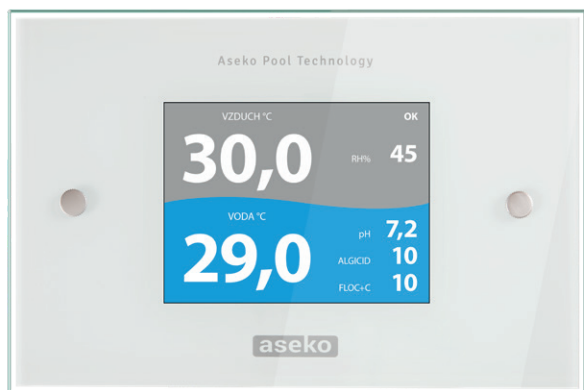 Aseko Pool Technology
VZDUCH °C
OK
30,0
RH%
45
VODA °C
29,0
pH
7,2
ALGICID
10
FLOC+C
10
aseko